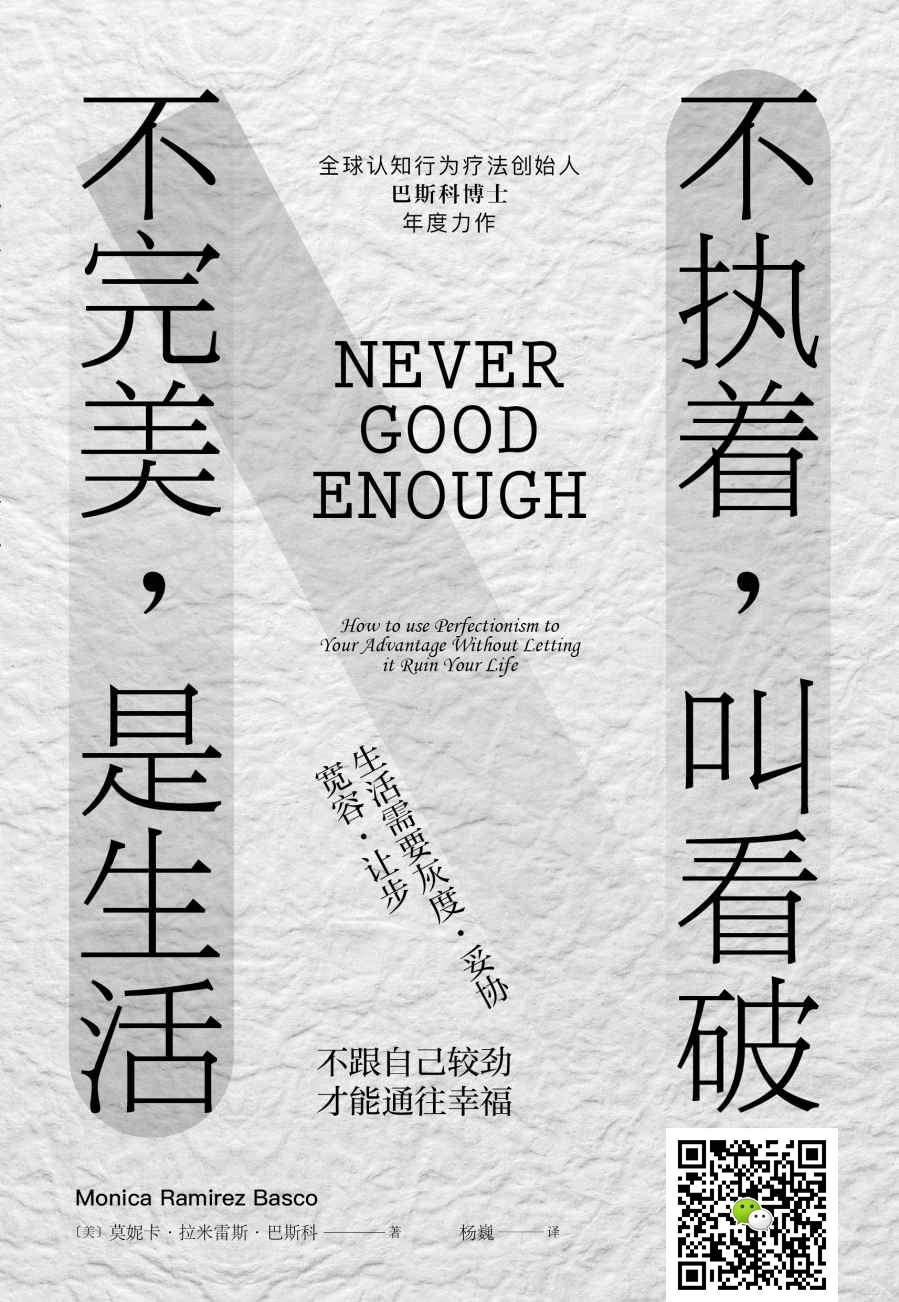 不完美，是生活
不执着，叫看破
全球认知行为疗法创始人
巴斯科博士
年度力作
NEVER
GOOD
ENOUGH
How to use Perfectionism to
Your Advantage Without Letting
it Ruin Your Life
生活需要灰度·妥协
宽容·让步
不跟自己较劲
才能通往幸福
Monica Ramirez Basco
〔美〕莫妮卡·拉米雷斯·巴斯科——著 杨巍——译